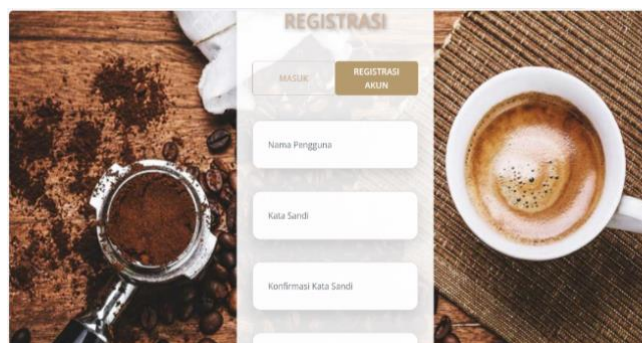 REGISTRASI
MASUK
REGISTRASI
AKUN
Nama Pengguna
Kata Sandi
Konfirmasi Kata Sandi